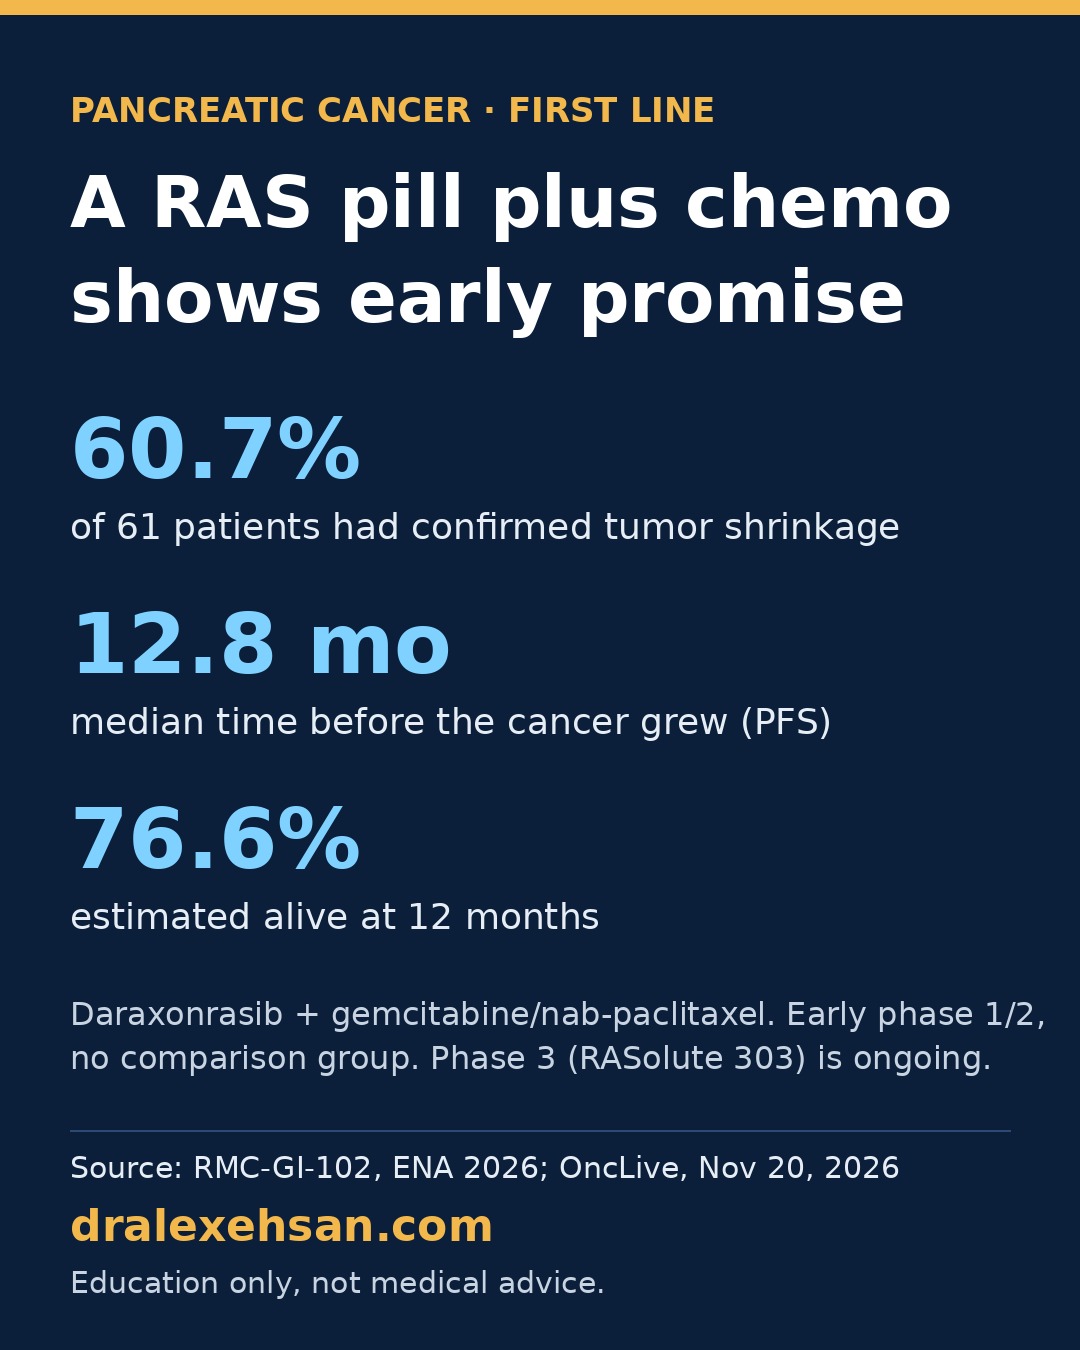 PANCREATIC CANCER · FIRST LINE
A RAS pill plus chemo
shows early promise
60.7%
of 61 patients had confirmed tumor shrinkage
12.8 mo
median time before the cancer grew (PFS)
76.6%
estimated alive at 12 months
Daraxonrasib + gemcitabine/nab-paclitaxel. Early phase 1/2,
no comparison group. Phase 3 (RASolute 303) is ongoing.
Source: RMC-GI-102, ENA 2026; OncLive, Nov 20, 2026
dralexehsan.com
Education only, not medical advice.